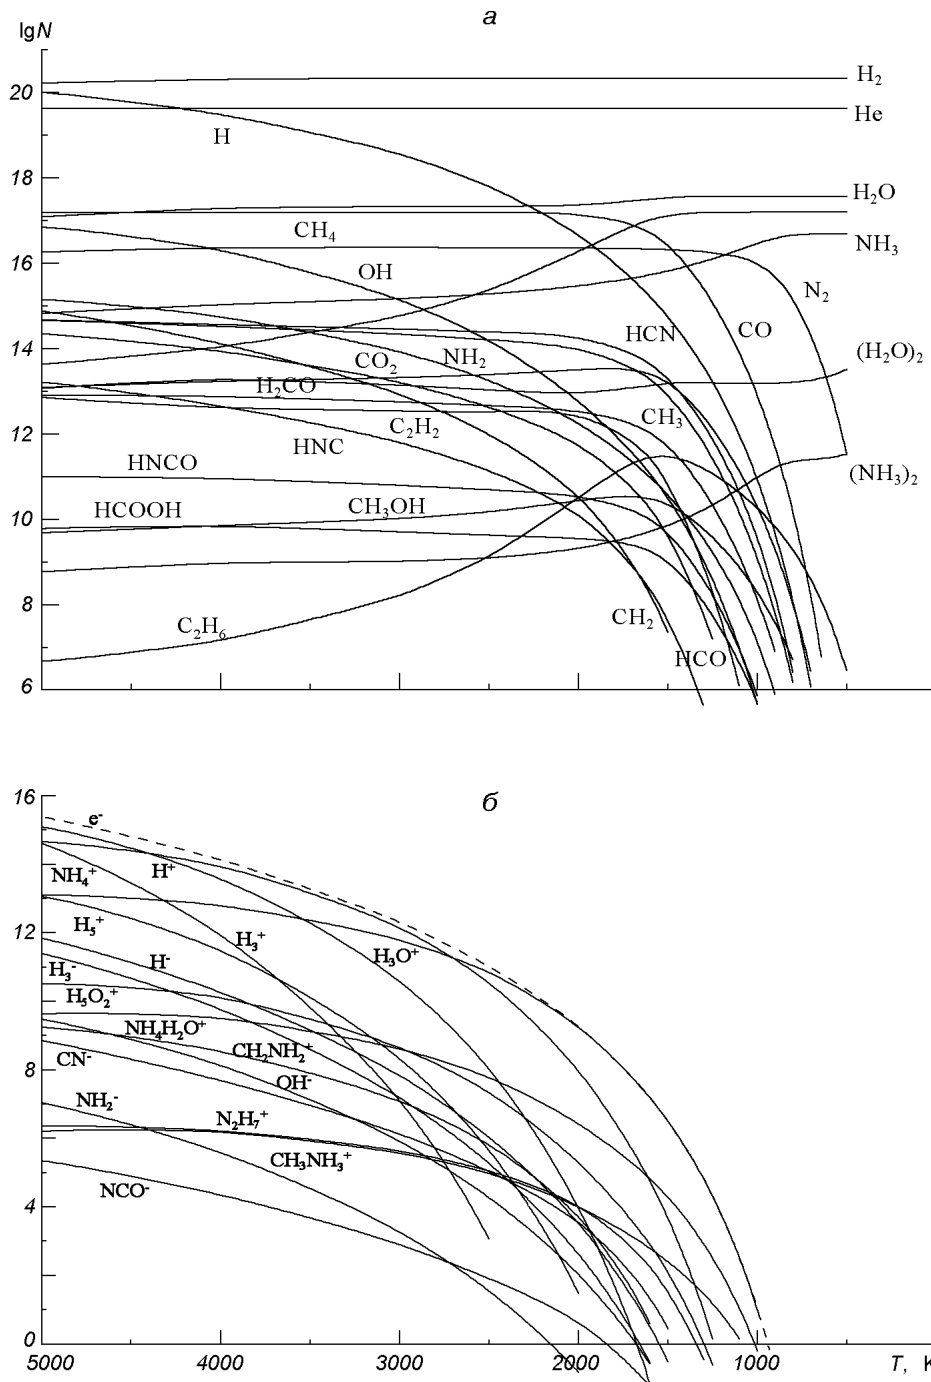 а
lgN
H₂
20
He
H
18
H₂O
CH₄
NH₃
16
OH
N₂
HCN
CO
14
(H₂O)₂
CO₂
NH₂
H₂CO
CH₃
C₂H₂
12
HNC
HNCO
(NH₃)₂
HCOOH
CH₃OH
10
8
C₂H₆
CH₂
HCO
6
б
16
e⁻
H⁺
NH₄⁺
H₅⁺
12
H₃⁺
H₃O⁺
H⁻
H₃⁻
H₅O₂⁺
NH₄H₂O⁺
CH₂NH₂⁺
CN⁻
8
OH⁻
NH₂⁻
N₂H₇⁺
CH₃NH₃⁺
NCO⁻
4
0
5000 4000 3000 2000 1000 T, K